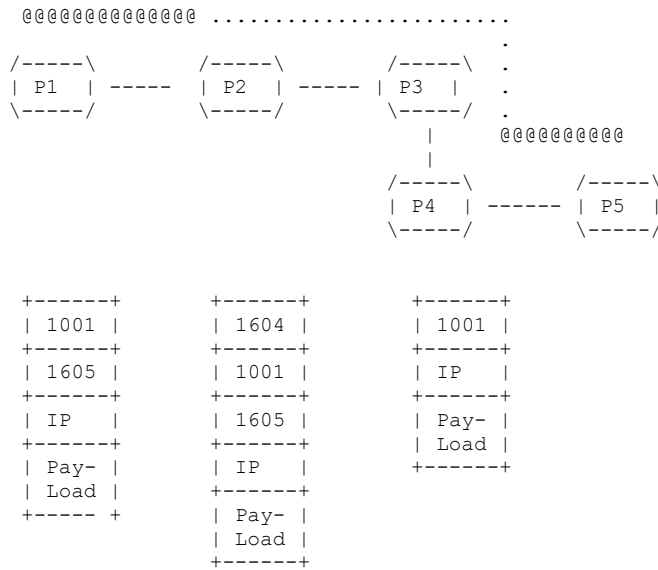 @@@@@@@@@@@@@@ ........................
.
/-----\ /-----\ /-----\ .
| P1 | ----- | P2 | ----- | P3 | .
\-----/ \-----/ \-----/ .
| @@@@@@@@@@
|
/-----\ /-----\
| P4 | ------ | P5 |
\-----/ \-----/
+------+ +------+ +------+
| 1001 | | 1604 | | 1001 |
+------+ +------+ +------+
| 1605 | | 1001 | | IP |
+------+ +------+ +------+
| IP | | 1605 | | Pay- |
+------+ +------+ | Load |
| Pay- | | IP | +------+
| Load | +------+
+----- + | Pay- |
| Load |
+------+